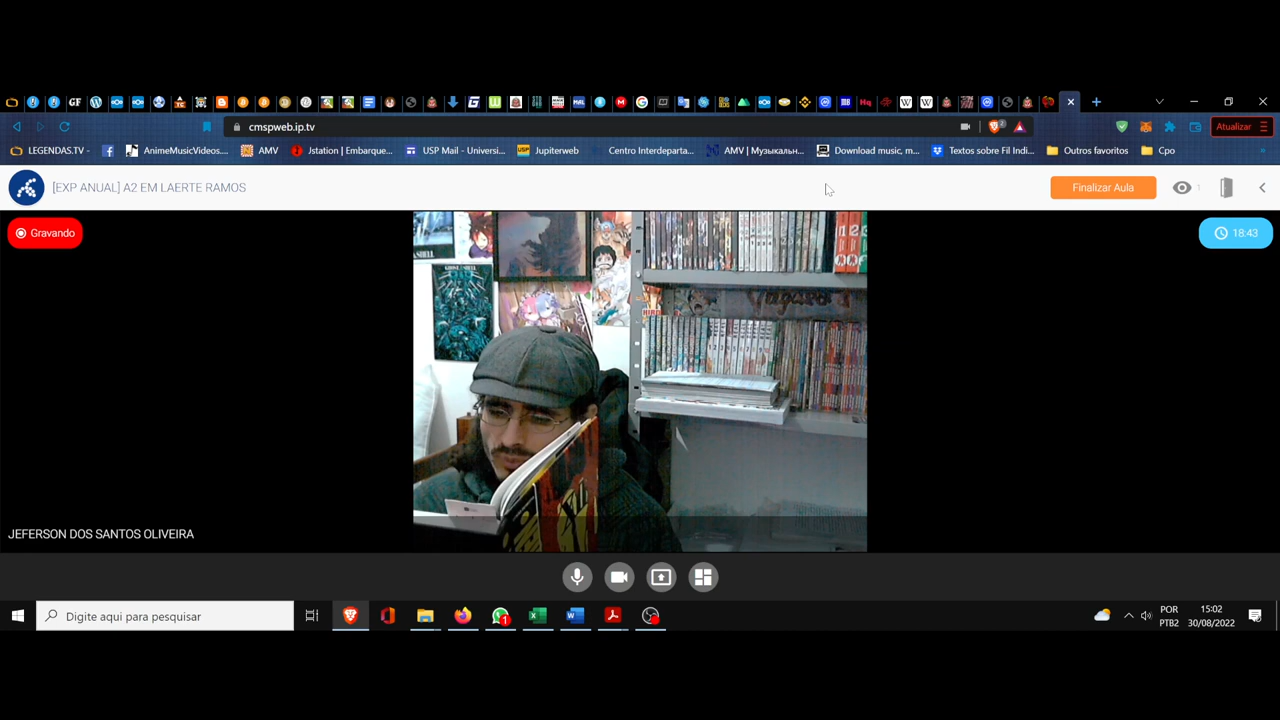 cmspweb.ip.tv
Atualizar
LEGENDAS.TV -
AnimeMusicVideos....
AMV
Jstation | Embarque...
USP Mail - Universi...
Jupiterweb
Centro Interdeparta...
AMV | Музыкальн...
Download music, m...
Textos sobre Fil Indi...
Outros favoritos
Cpo
[EXP ANUAL] A2 EM LAERTE RAMOS
Finalizar Aula
1
Gravando
18:43
JEFERSON DOS SANTOS OLIVEIRA
Digite aqui para pesquisar
POR
PTB2
15:02
30/08/2022